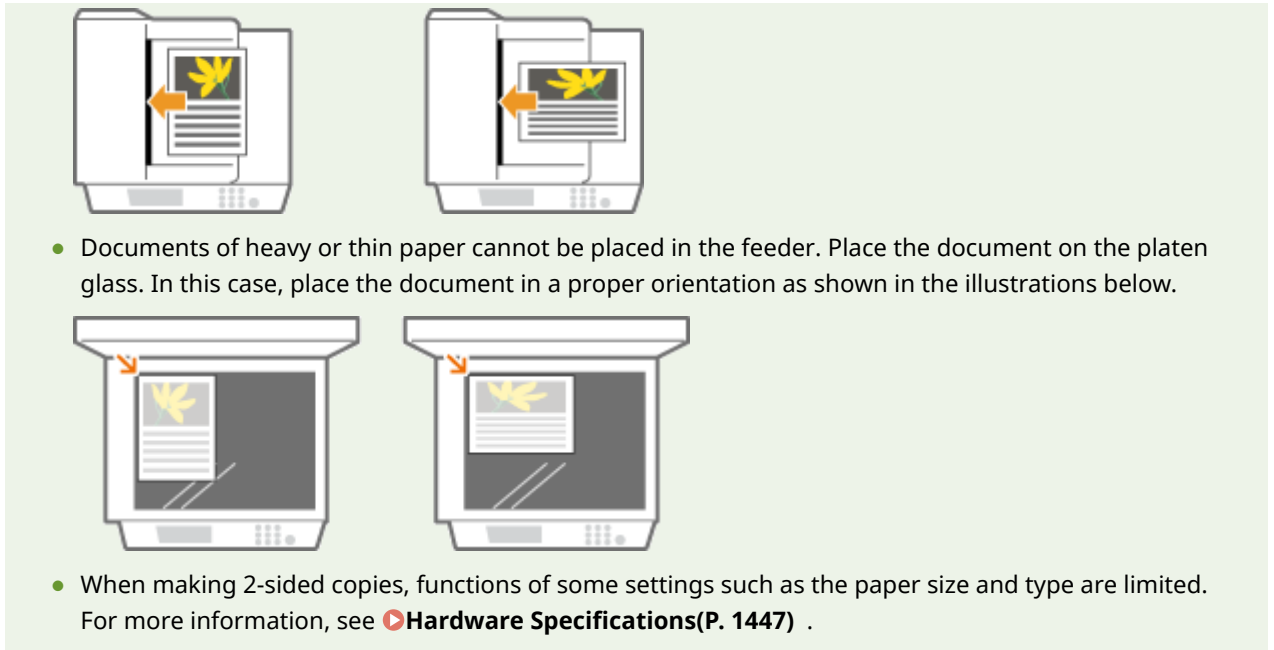 Documents of heavy or thin paper cannot be placed in the feeder. Place the document on the platen
glass. In this case, place the document in a proper orientation as shown in the illustrations below.
When making 2-sided copies, functions of some settings such as the paper size and type are limited.
For more information, see Hardware Specifications(P. 1447) .